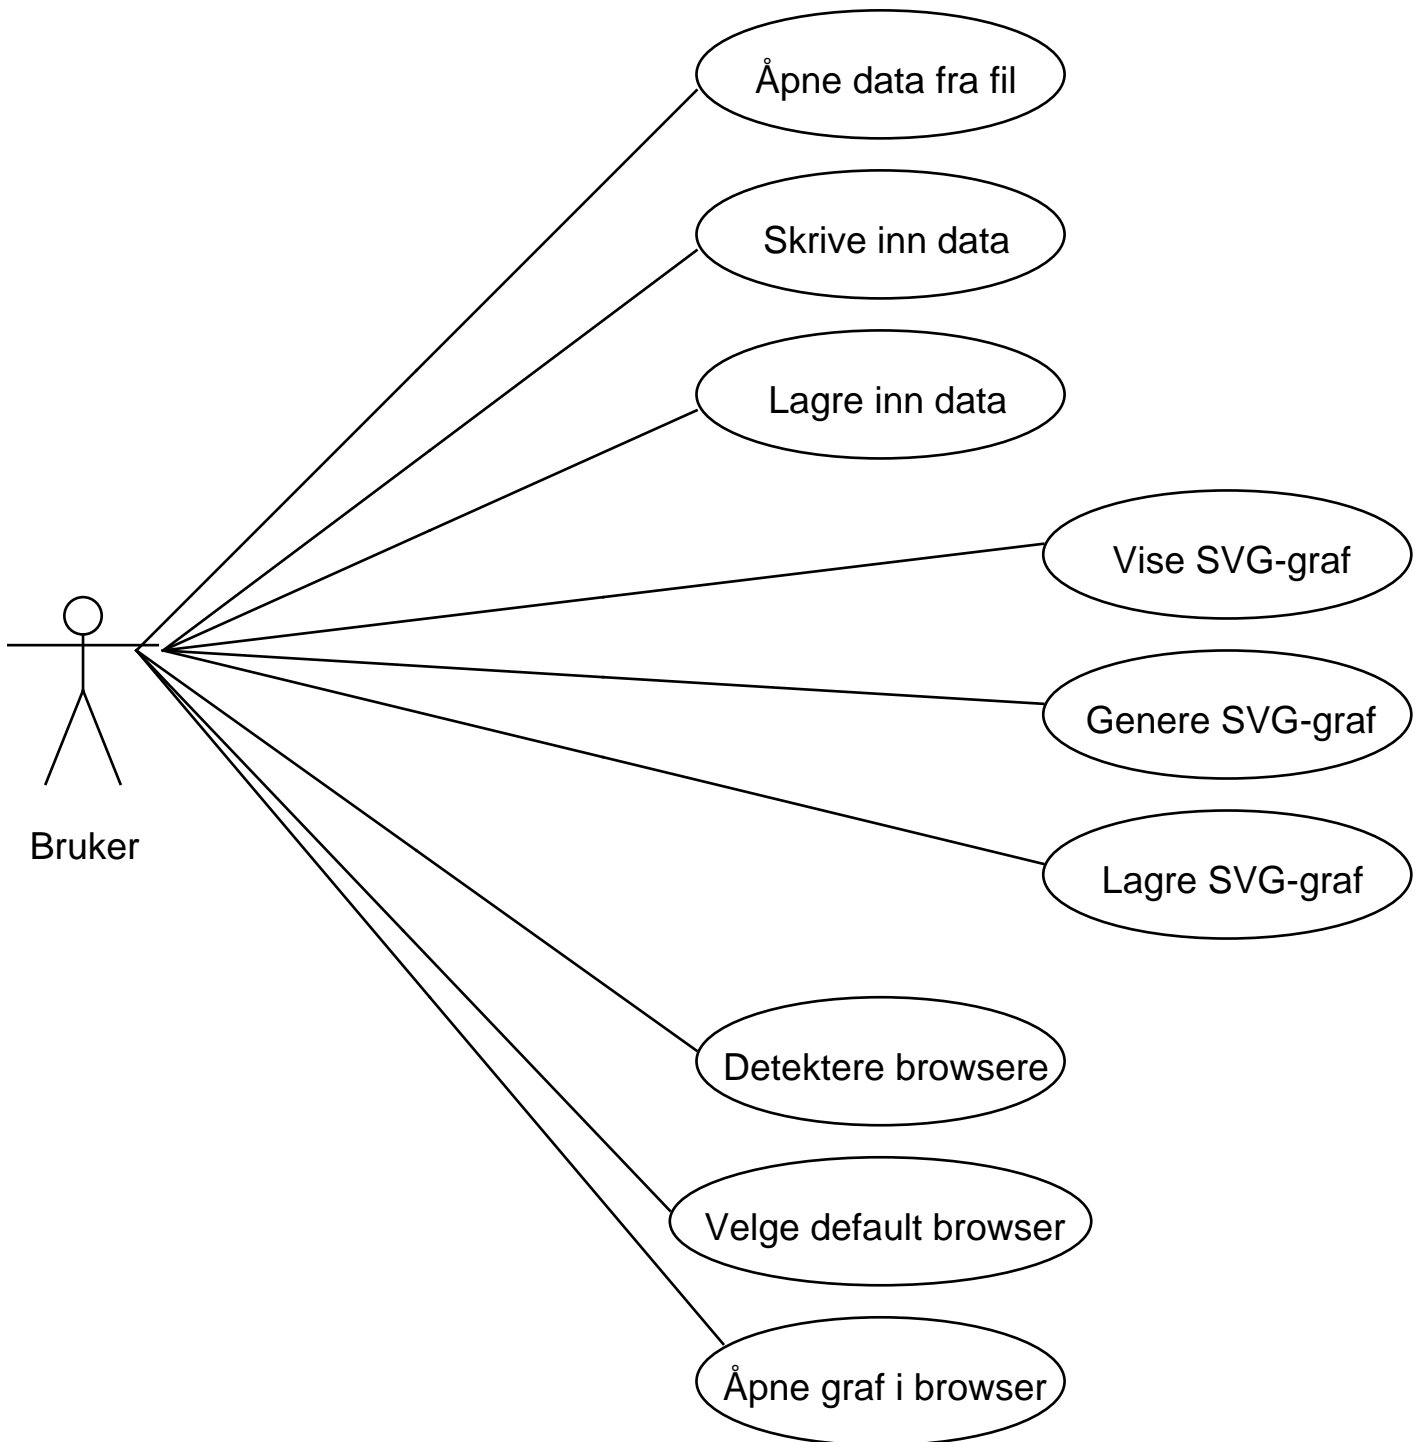 Åpne data fra fil
Skrive inn data
Lagre inn data
Vise SVG-graf
Genere SVG-graf
Bruker
Lagre SVG-graf
Detektere browsere
Velge default browser
Åpne graf i browser